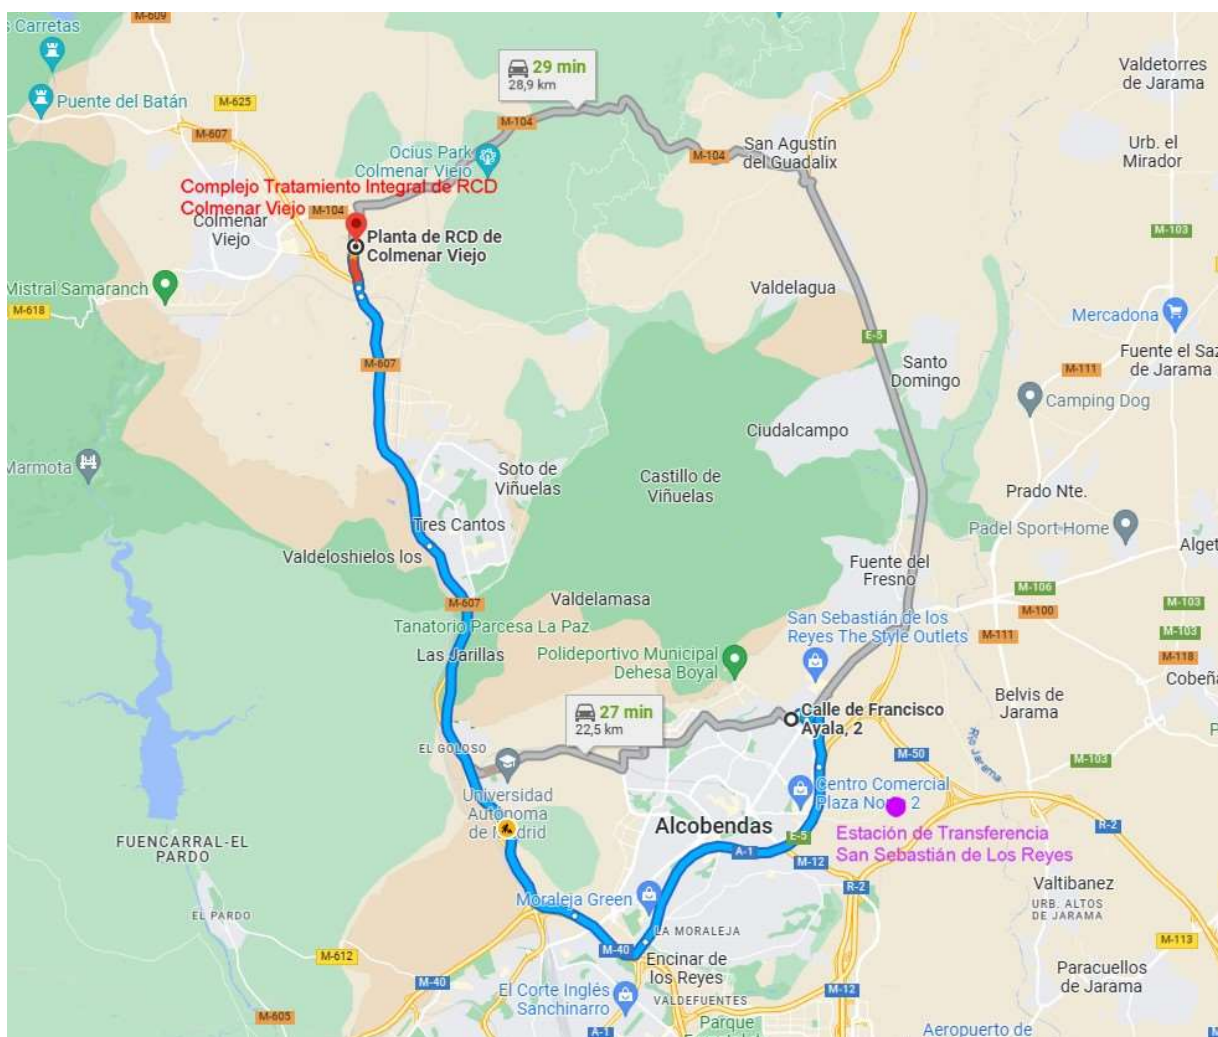 s Carretas
M-609
29 min
28,9 km
Valdetorres
de Jarama
Puente del Batán
M-625
M-607
M-104
M-104
San Agustín
del Guadalix
Urb. el
Mirador
Ocius Park
Colmenar Viejo
Complejo Tratamiento Integral de RCD
Colmenar Viejo
M-104
Colmenar
Viejo
Planta de RCD de
Colmenar Viejo
M-103
Mistral Samaranch
M-618
Valdelagua
Mercadona
E-5
Fuente el Saz
de Jarama
M-607
Santo
Domingo
M-111
Camping Dog
Ciudalcampo
Marmota
Soto de
Viñuelas
Castillo de
Viñuelas
Prado Nte.
Tres Cantos
Padel Sport Home
Valdeloshielos los
Alget
Fuente del
Fresno
M-106
M-100
M-103
M-607
Valdelamasa
San Sebastián de los
Reyes The Style Outlets
Tanatorio Parcesa La Paz
M-111
M-103
Las Jarillas
Polideportivo Municipal
Dehesa Boyal
M-118
Cobeña
Belvis de
Jarama
27 min
22,5 km
Calle de Francisco
Ayala, 2
EL GOLOSO
M-50
Río Jarama
M-103
P
Universidad
Autónoma
de Madrid
Centro Comercial
Plaza Norte 2
Alcobendas
E-5
Estación de Transferencia
San Sebastián de Los Reyes
R-2
FUENCARRAL-EL
PARDO
A-1
M-12
R-2
Valtibanez
URB. ALTOS
DE JARAMA
Moraleja Green
EL PARDO
LA MORALEJA
M-40
M-612
M-113
Encinar de
los Reyes
M-40
El Corte Inglés
Sanchinarro
VALDEFUENTES
M-12
Paracuellos
de Jarama
M-605
A-1
Parque
Aeropuerto de